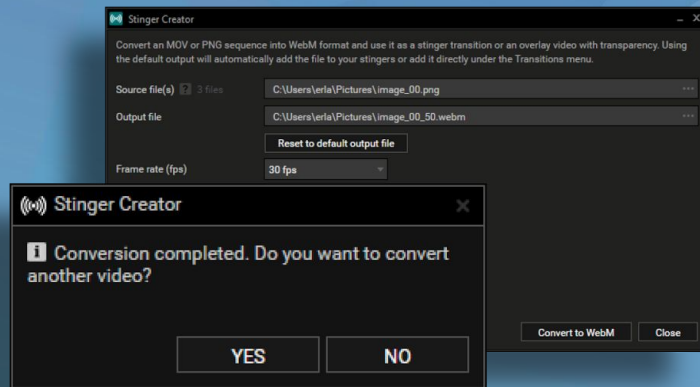 Stinger Creator
Convert an MOV or PNG sequence into WebM format and use it as a stinger transition or an overlay video with transparency. Using
the default output will automatically add the file to your stingers or add it directly under the Transitions menu.
Source file(s) ? 3 files C:\Users\erla\Pictures\image_00.png ...
Output file C:\Users\erla\Pictures\image_00_50.webm ...
Reset to default output file
Frame rate (fps) 30 fps
Stinger Creator
i Conversion completed. Do you want to convert
another video?
YES NO
Convert to WebM Close